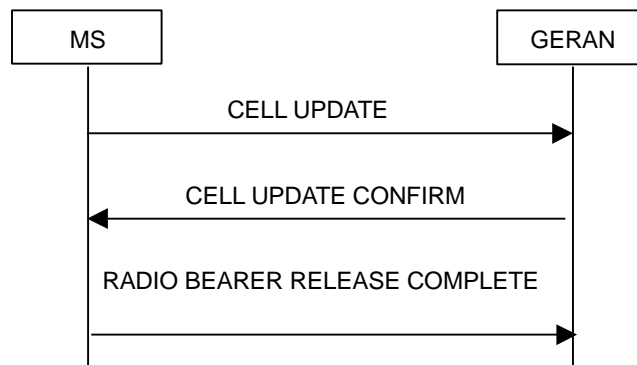 MS
GERAN
CELL UPDATE
CELL UPDATE CONFIRM
RADIO BEARER RELEASE COMPLETE